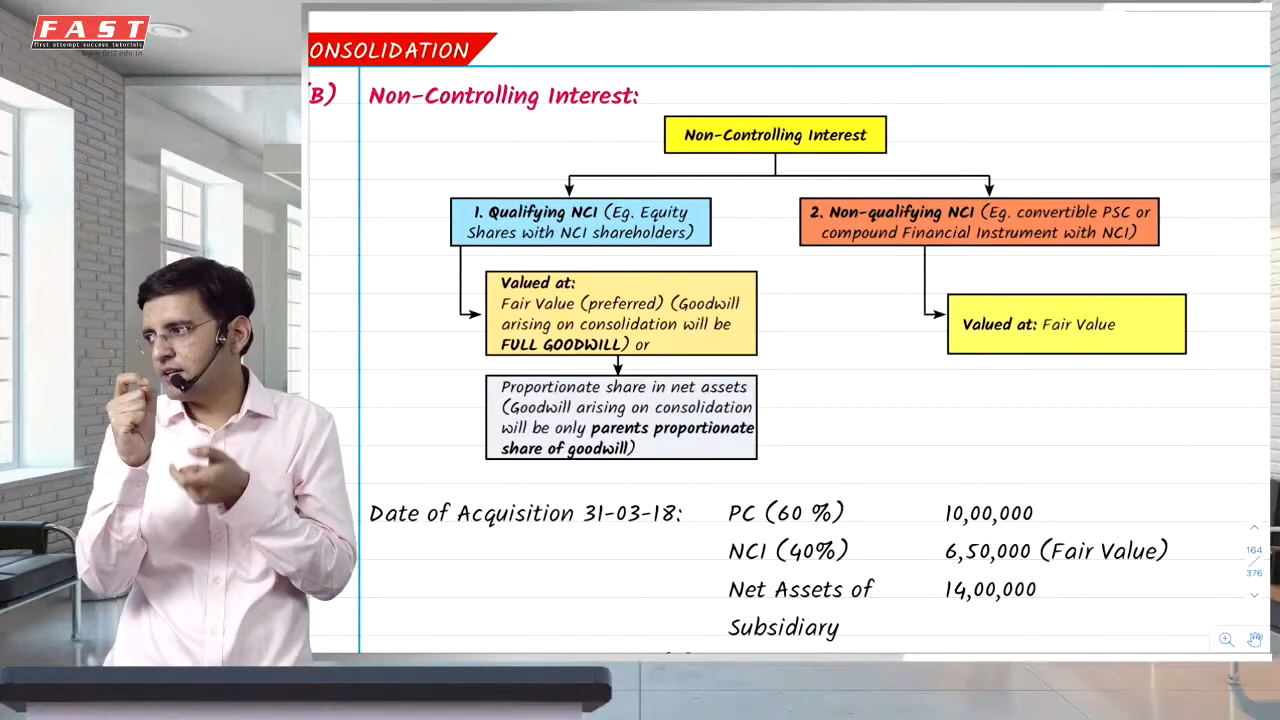 FAST
first attempt success tutorials
www.fast.edu.in
ONSOLIDATION
B) Non-Controlling Interest:
Non-Controlling Interest
1. Qualifying NCI (Eg. Equity
Shares with NCI shareholders)
2. Non-qualifying NCI (Eg. convertible PSC or
compound Financial Instrument with NCI)
Valued at:
Fair Value (preferred) (Goodwill
arising on consolidation will be
FULL GOODWILL) or
Valued at: Fair Value
Proportionate share in net assets
(Goodwill arising on consolidation
will be only parents proportionate
share of goodwill)
Date of Acquisition 31-03-18: PC (60 %) 10,00,000
NCI (40%) 6,50,000 (Fair Value)
Net Assets of 14,00,000
Subsidiary
164
376